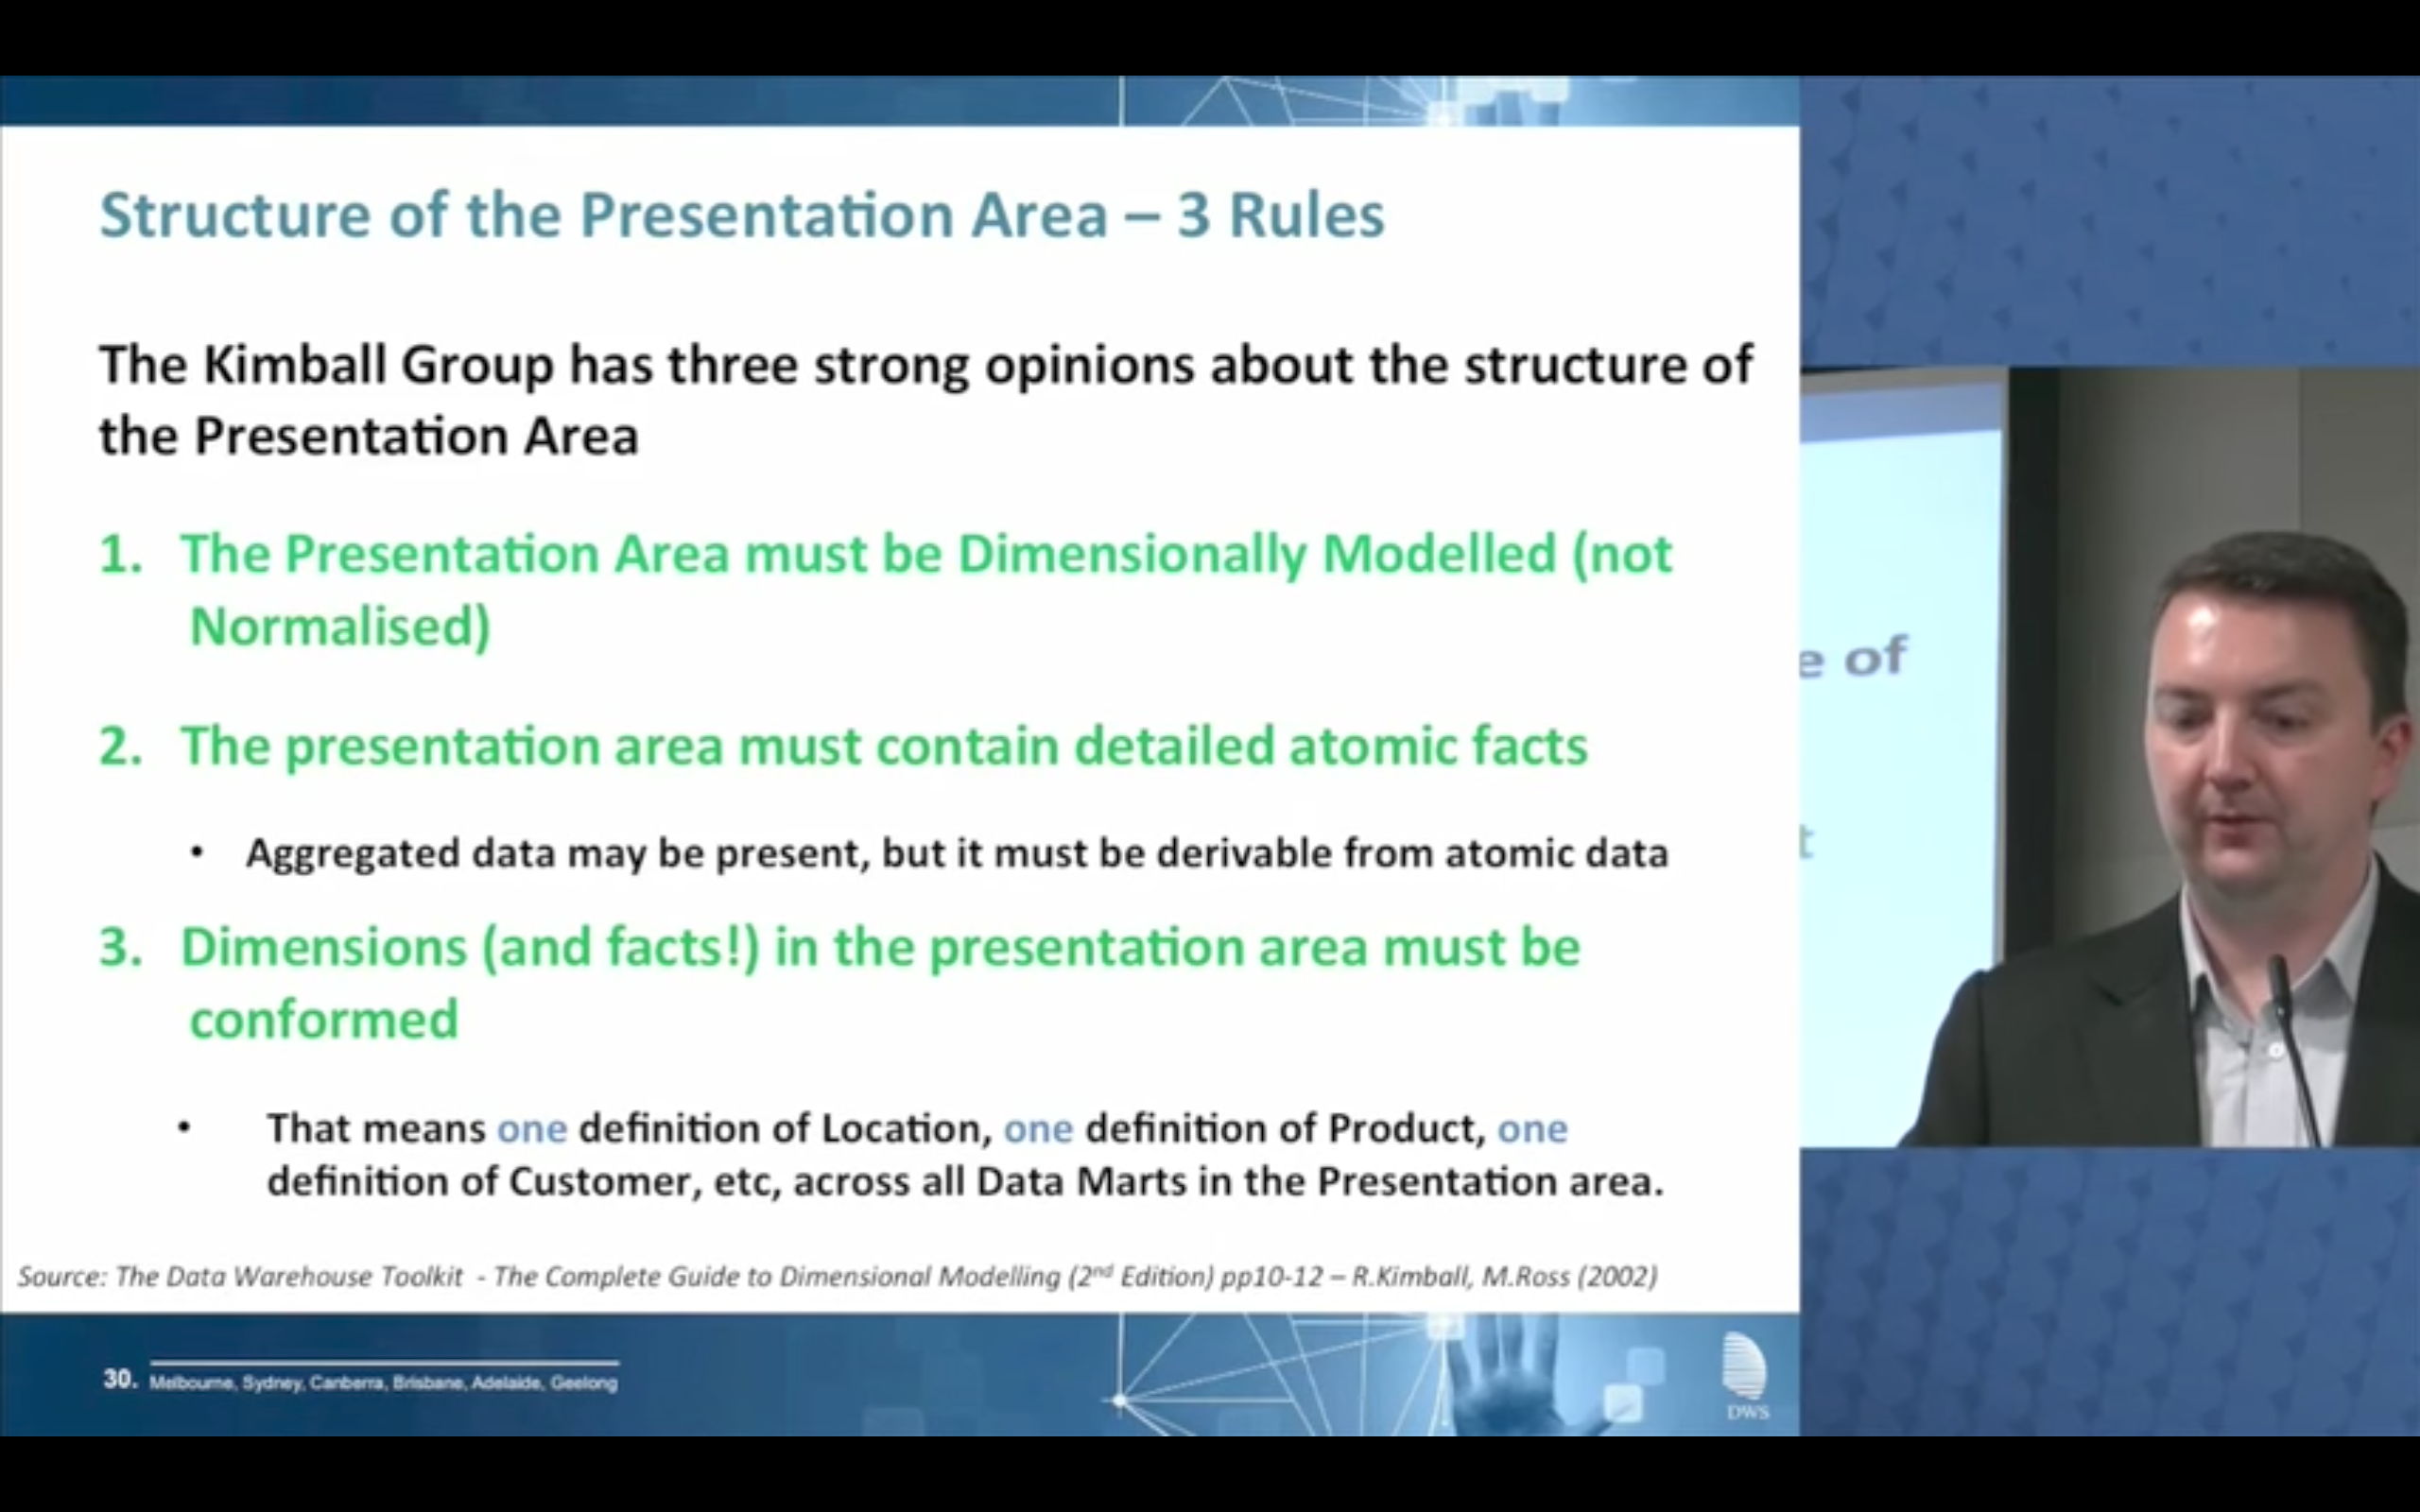 Structure of the Presentation Area – 3 Rules
The Kimball Group has three strong opinions about the structure of
the Presentation Area
1. The Presentation Area must be Dimensionally Modelled (not
Normalised)
2. The presentation area must contain detailed atomic facts
• Aggregated data may be present, but it must be derivable from atomic data
3. Dimensions (and facts!) in the presentation area must be
conformed
• That means one definition of Location, one definition of Product, one
definition of Customer, etc, across all Data Marts in the Presentation area.
Source: The Data Warehouse Toolkit - The Complete Guide to Dimensional Modelling (2nd Edition) pp10-12 – R.Kimball, M.Ross (2002)
30. Melbourne, Sydney, Canberra, Brisbane, Adelaide, Geelong
DWS
e of
t